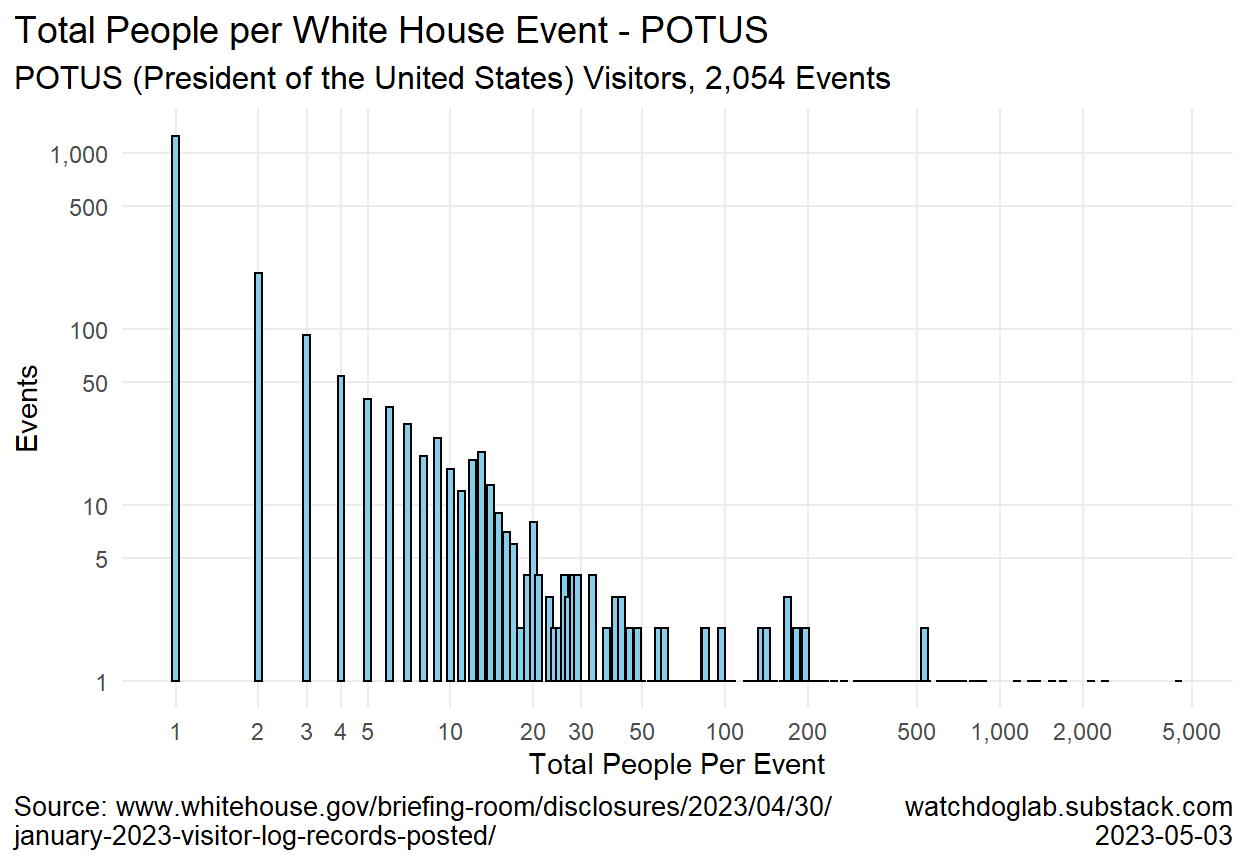 Total People per White House Event - POTUS
POTUS (President of the United States) Visitors, 2,054 Events
1,000
500
100
50
10
5
1
Events
1 2 3 4 5 10 20 30 50 100 200 500 1,000 2,000 5,000
Total People Per Event
Source: www.whitehouse.gov/briefing-room/disclosures/2023/04/30/
january-2023-visitor-log-records-posted/
watchdoglab.substack.com
2023-05-03